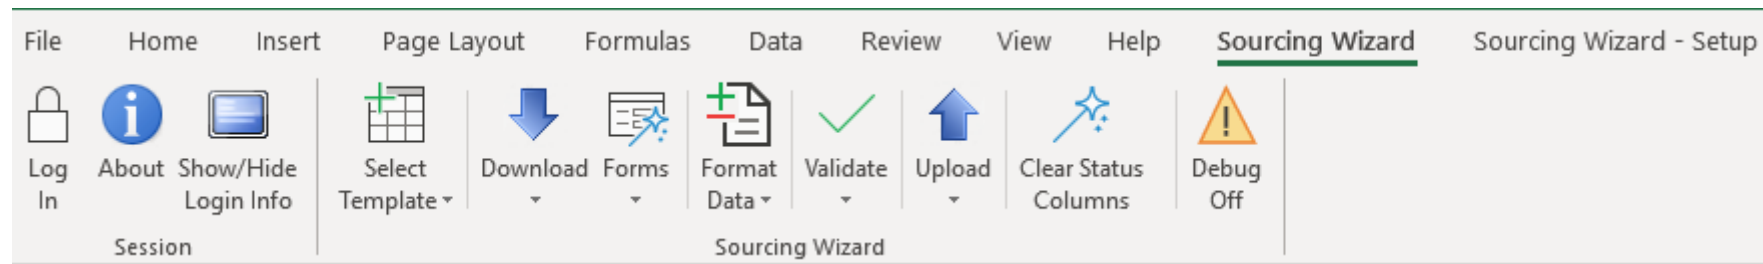 File Home Insert Page Layout Formulas Data Review View Help Sourcing Wizard Sourcing Wizard - Setup
Log About Show/Hide Select Download Forms Format Validate Upload Clear Status Debug
In Login Info Template Data Columns Off
Session Sourcing Wizard